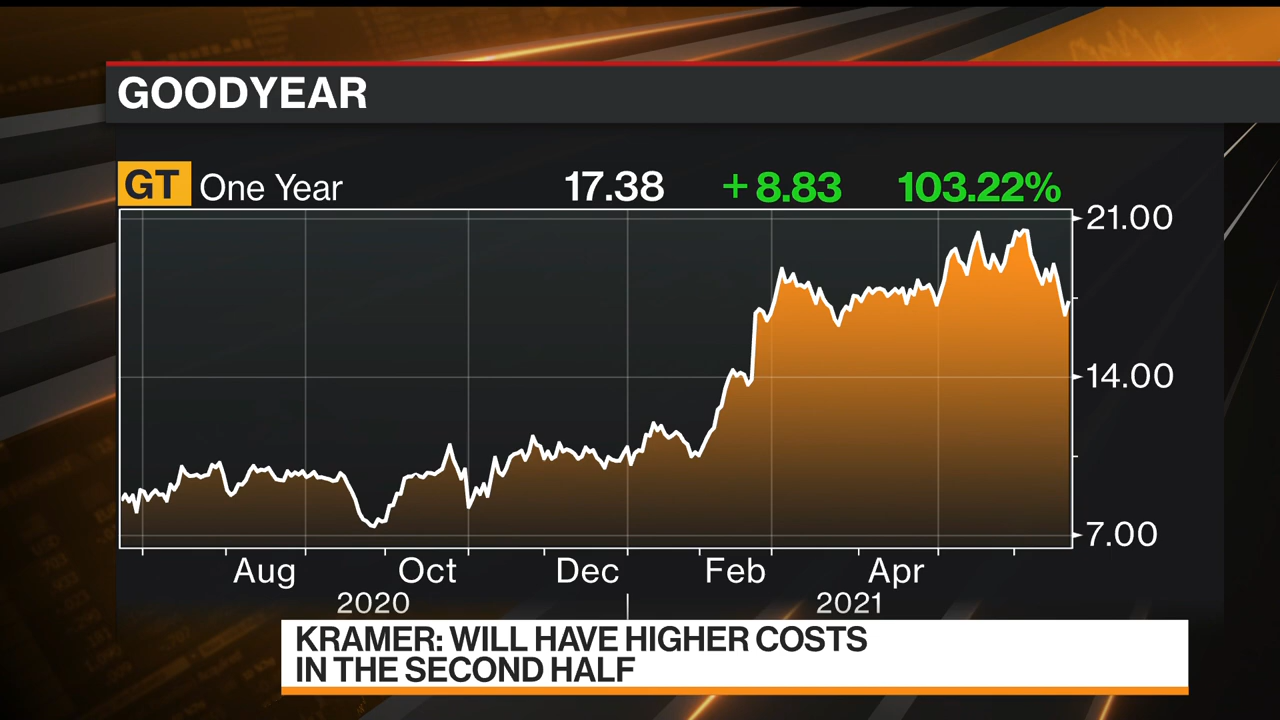 GOODYEAR
GT One Year 17.38 +8.83 103.22%
21.00
14.00
7.00
Aug Oct Dec Feb Apr
2020 2021
KRAMER: WILL HAVE HIGHER COSTS
IN THE SECOND HALF